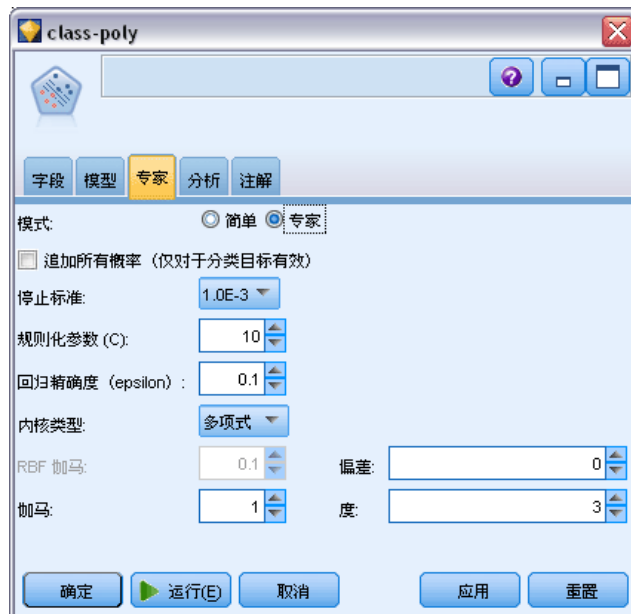 class-poly
字段 模型 专家 分析 注解
模式: 简单 专家
追加所有概率（仅对于分类目标有效）
停止标准: 1.0E-3
规则化参数 (C): 10
回归精确度（epsilon）: 0.1
内核类型: 多项式
RBF 伽马: 0.1 偏差: 0
伽马: 1 度: 3
确定 运行(E) 取消 应用 重置